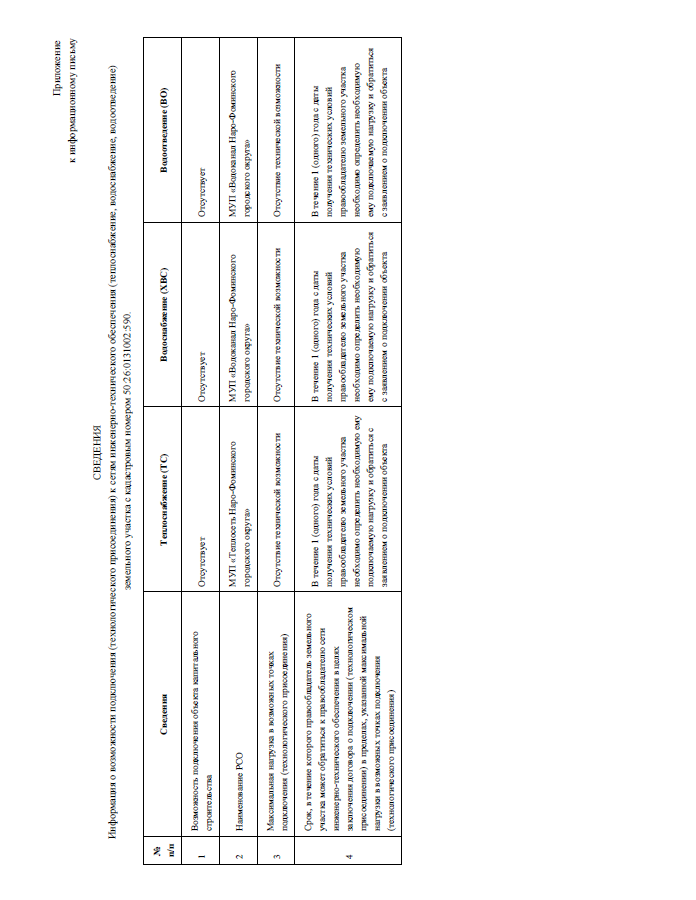 Приложение
к информационному письму
СВЕДЕНИЯ
Информация о возможности подключения (технологического присоединения) к сетям инженерно-технического обеспечения (теплоснабжение, водоснабжение, водоотведение)
земельного участка с кадастровым номером 50:26:0131002:590.
№
п/п
Сведения
Теплоснабжение (ТС)
Водоснабжение (ХВС)
Водоотведение (ВО)
1
Возможность подключения объекта капитального
строительства
Отсутствует
Отсутствует
Отсутствует
2
Наименование РСО
МУП «Теплосеть Наро-Фоминского
городского округа»
МУП «Водоканал Наро-Фоминского
городского округа»
МУП «Водоканал Наро-Фоминского
городского округа»
3
Максимальная нагрузка в возможных точках
подключения (технологического присоединения)
Отсутствие технической возможности
Отсутствие технической возможности
Отсутствие технической возможности
4
Срок, в течение которого правообладатель земельного
участка может обратиться к правообладателю сети
инженерно-технического обеспечения в целях
заключения договора о подключении (технологическом
присоединении) в пределах, указанной максимальной
нагрузки в возможных точках подключения
(технологического присоединения)
В течение 1 (одного) года с даты
получения технических условий
правообладателю земельного участка
необходимо определить необходимую ему
подключаемую нагрузку и обратиться с
заявлением о подключении объекта
В течение 1 (одного) года с даты
получения технических условий
правообладателю земельного участка
необходимо определить необходимую
ему подключаемую нагрузку и обратиться
с заявлением о подключении объекта
В течение 1 (одного) года с даты
получения технических условий
правообладателю земельного участка
необходимо определить необходимую
ему подключаемую нагрузку и обратиться
с заявлением о подключении объекта